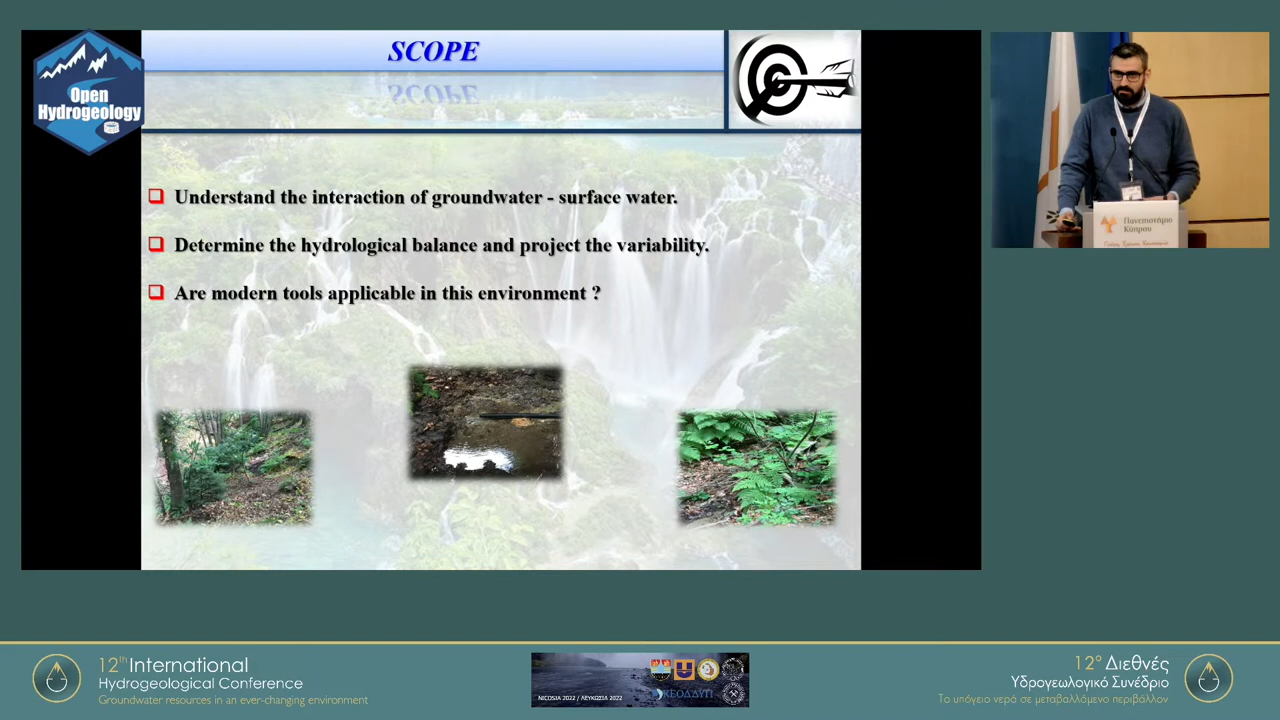 SCOPE
Open
Hydrogeology
Understand the interaction of groundwater - surface water.
Determine the hydrological balance and project the variability.
Are modern tools applicable in this environment ?
Πανεπιστήμιο
Κύπρου
12th International
Hydrogeological Conference
Groundwater resources in an ever-changing environment
NICOSIA 2022 / ΛΕΥΚΩΣΙΑ 2022
12ο Διεθνές
Υδρογεωλογικό Συνέδριο
Το υπόγειο νερό σε μεταβαλλόμενο περιβάλλον